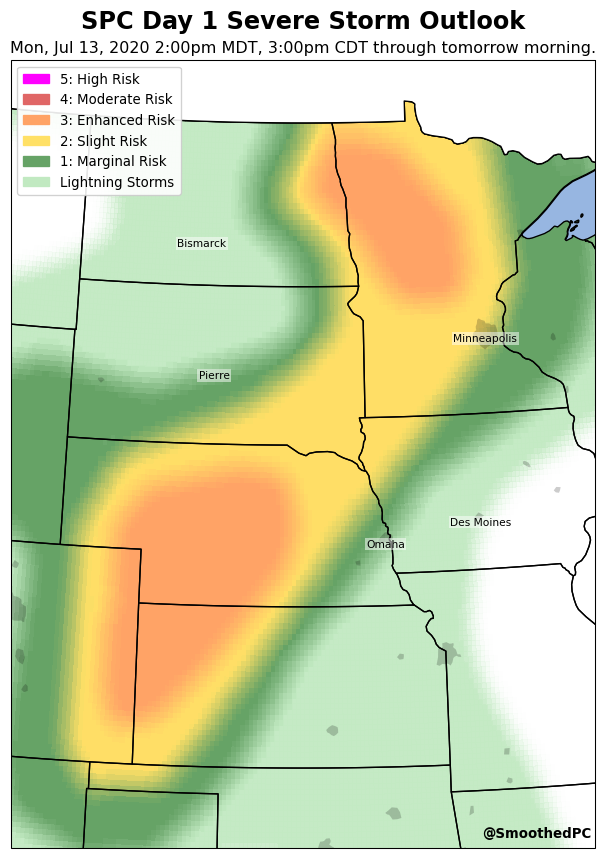 SPC Day 1 Severe Storm Outlook
Mon, Jul 13, 2020 2:00pm MDT, 3:00pm CDT through tomorrow morning.
5: High Risk
4: Moderate Risk
3: Enhanced Risk
2: Slight Risk
1: Marginal Risk
Lightning Storms
Bismarck
Minneapolis
Pierre
Des Moines
Omaha
@SmoothedPC